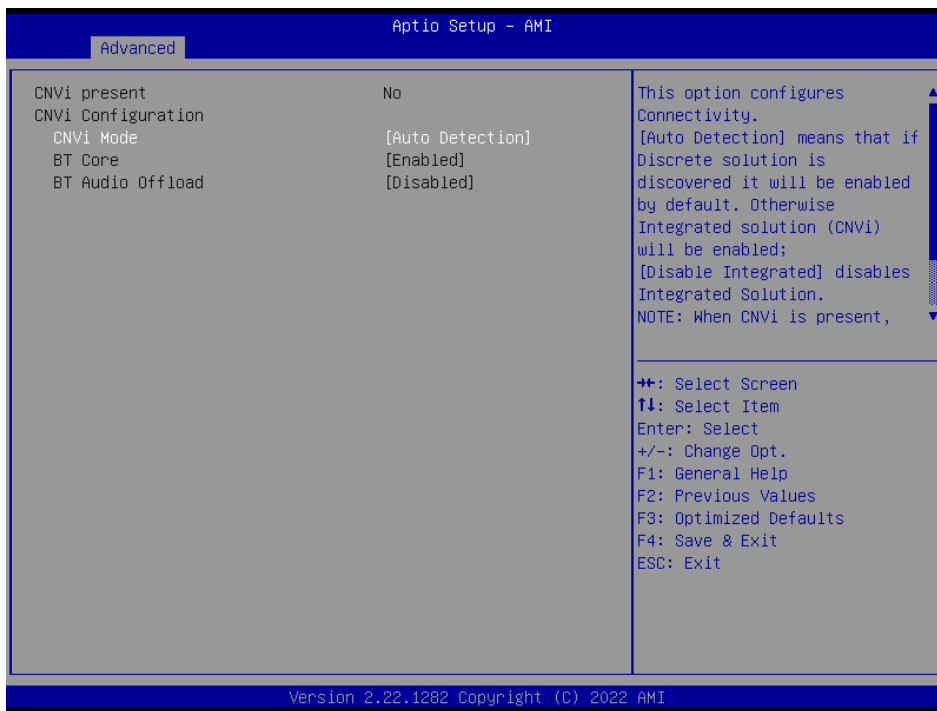 Aptio Setup – AMI
Advanced
CNVi present No
CNVi Configuration
CNVi Mode [Auto Detection]
BT Core [Enabled]
BT Audio Offload [Disabled]
This option configures
Connectivity.
[Auto Detection] means that if
Discrete solution is
discovered it will be enabled
by default. Otherwise
Integrated solution (CNVi)
will be enabled;
[Disable Integrated] disables
Integrated Solution.
NOTE: When CNVi is present,
→←: Select Screen
↑↓: Select Item
Enter: Select
+/-: Change Opt.
F1: General Help
F2: Previous Values
F3: Optimized Defaults
F4: Save & Exit
ESC: Exit
Version 2.22.1282 Copyright (C) 2022 AMI